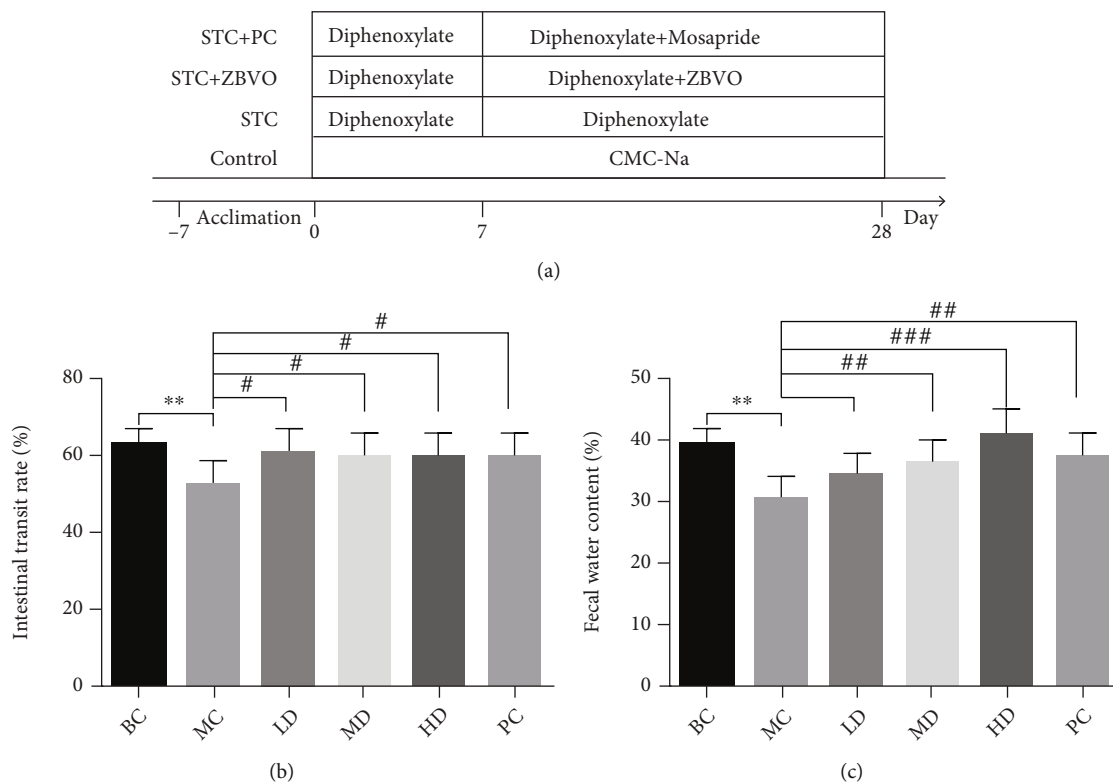 STC+PC Diphenoxylate Diphenoxylate+Mosapride
STC+ZBVO Diphenoxylate Diphenoxylate+ZBVO
STC Diphenoxylate Diphenoxylate
Control CMC-Na
Acclimation Day
–7 0 7 28
(a)
#
#
#
#
**
80
60
40
20
0
Intestinal transit rate (%)
BC MC LD MD HD PC
(b)
##
###
##
**
50
40
30
20
10
0
Fecal water content (%)
BC MC LD MD HD PC
(c)